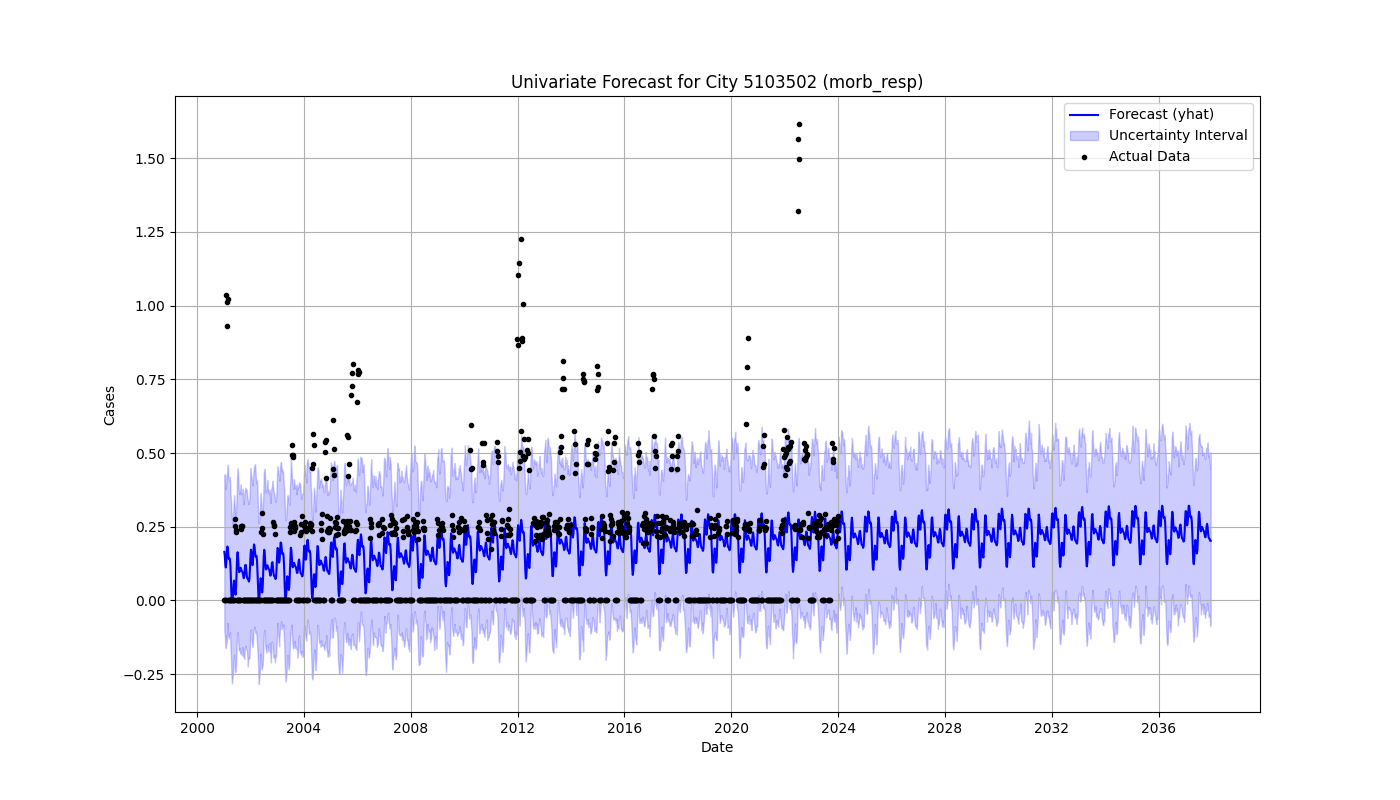 Univariate Forecast for City 5103502 (morb_resp)
Forecast (yhat)
Uncertainty Interval
Actual Data
Cases
1.50
1.25
1.00
0.75
0.50
0.25
0.00
−0.25
2000 2004 2008 2012 2016 2020 2024 2028 2032 2036
Date